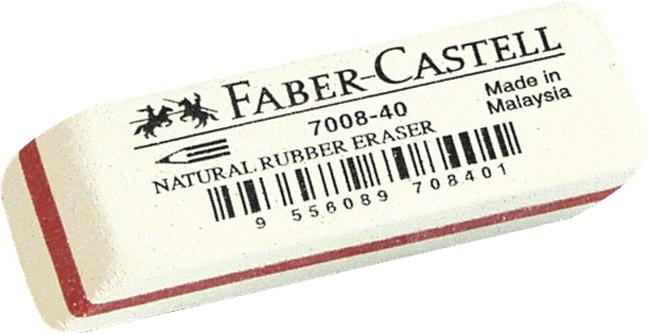 FABER-CASTELL
7008-40
Made in
Malaysia
NATURAL RUBBER ERASER
9 556089 708401